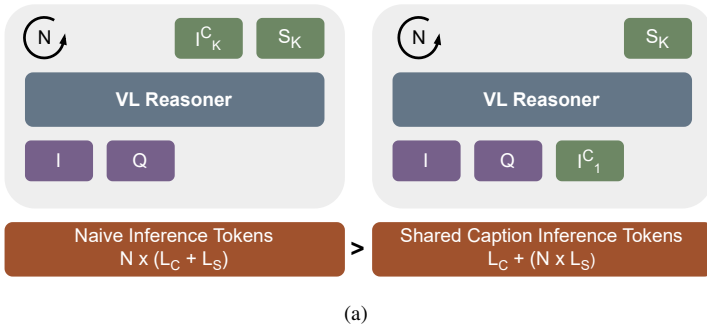 N
I^C_K
S_K
VL Reasoner
I
Q
Naive Inference Tokens
N x (L_C + L_S)
>
N
S_K
VL Reasoner
I
Q
I^C_1
Shared Caption Inference Tokens
L_C + (N x L_S)
(a)